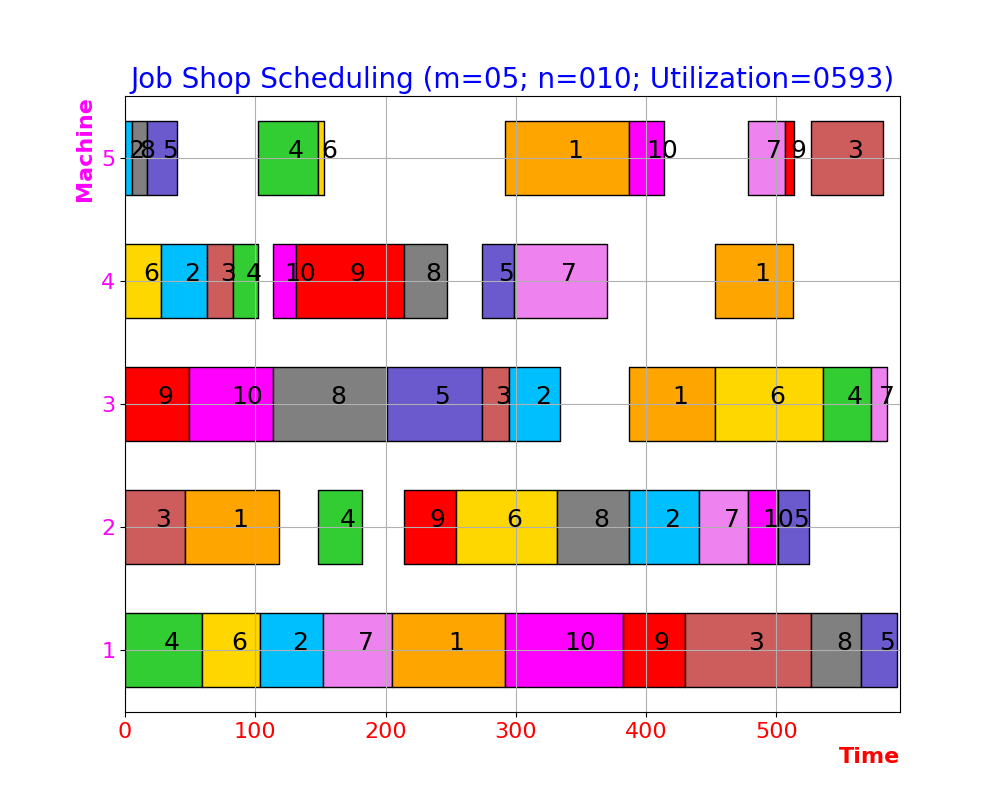 Job Shop Scheduling (m=05; n=010; Utilization=0593)
Machine
5
2 8 5 4 6 1 10 7 9 3
4
6 2 3 4 10 9 8 5 7 1
3
9 10 8 5 3 2 1 6 4 7
2
3 1 4 9 6 8 2 7 10 5
1
4 6 2 7 1 10 9 3 8 5
0 100 200 300 400 500
Time